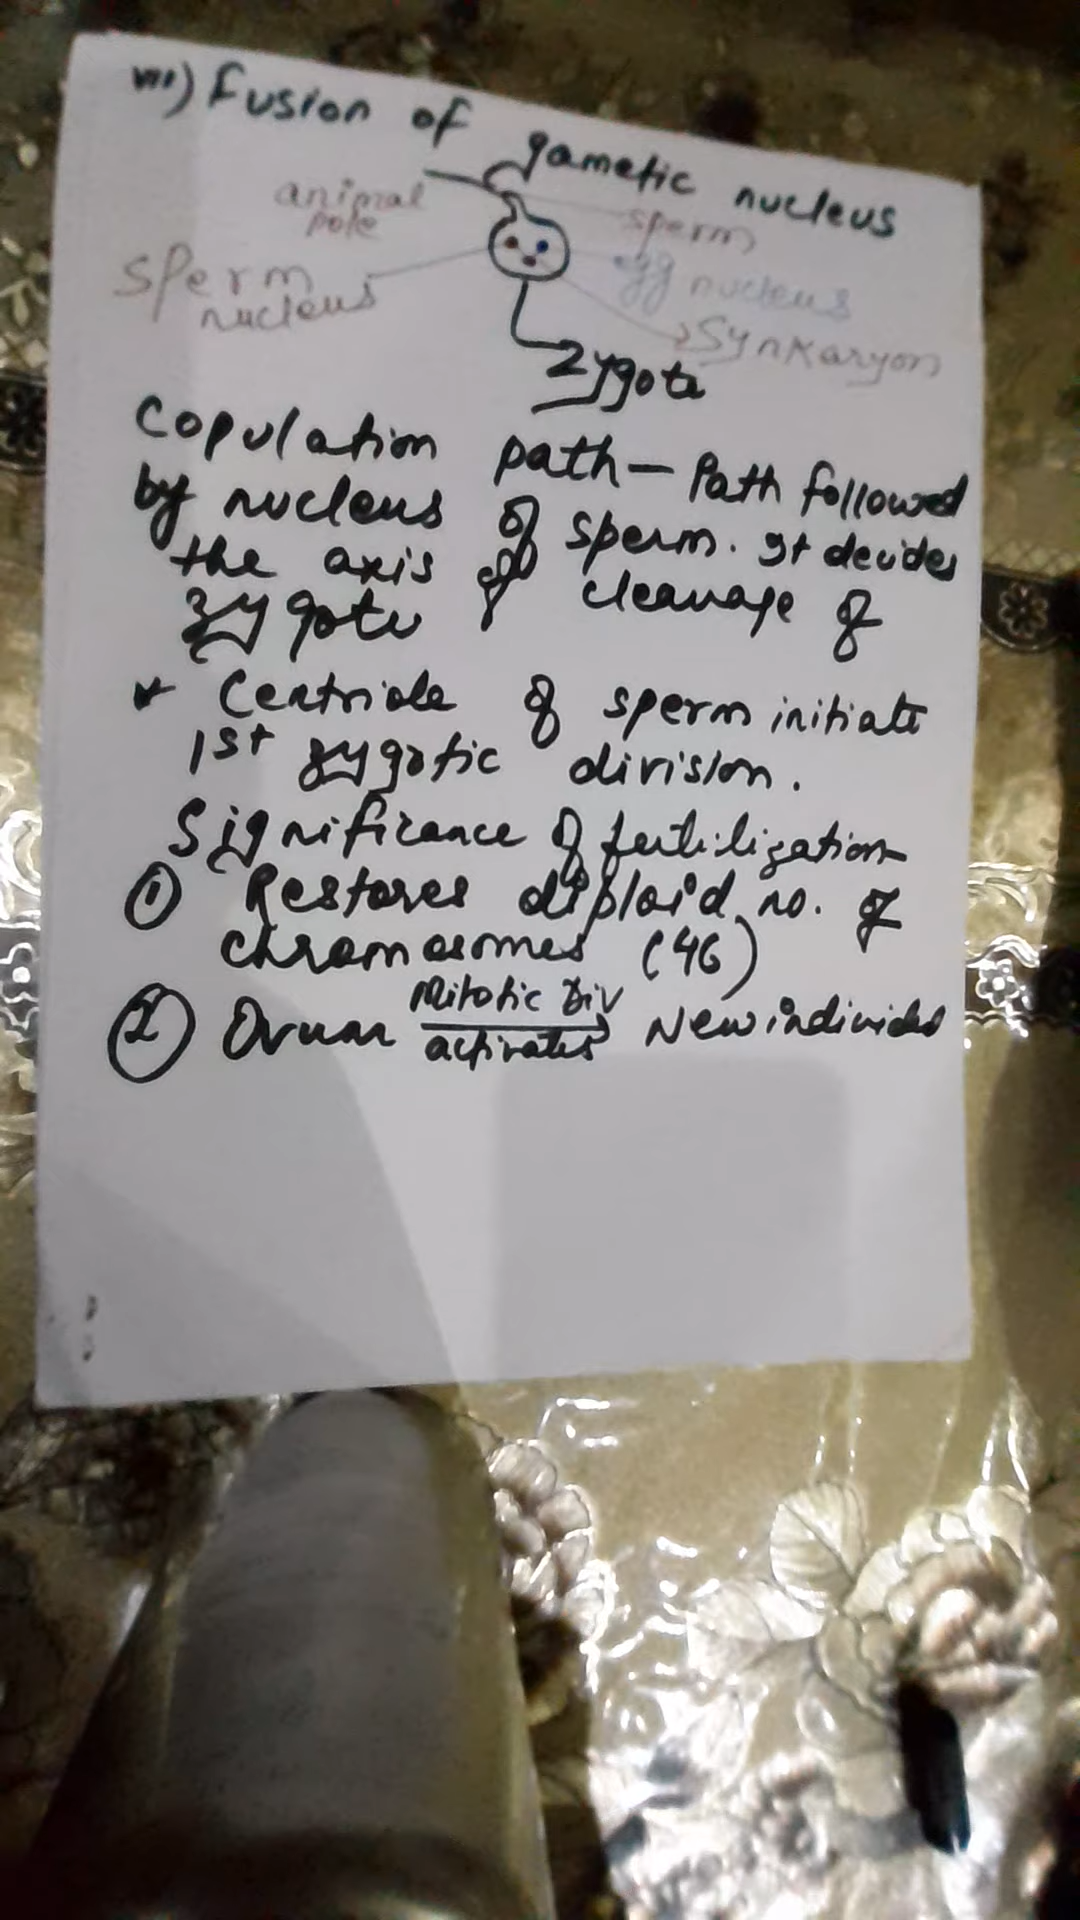 VII) Fusion of gametic nucleus
animal pole
sperm
Sperm nucleus
egg nucleus
Synkaryon
Zygote
Copulation path – Path followed
by nucleus of sperm. It decides
the axis of cleavage of
zygote
* Centriole of sperm initiate
1st zygotic division.
Significance of fertilization
① Restores diploid no. of
chromosomes (46)
② Ovum Mitotic Div activates → New individual